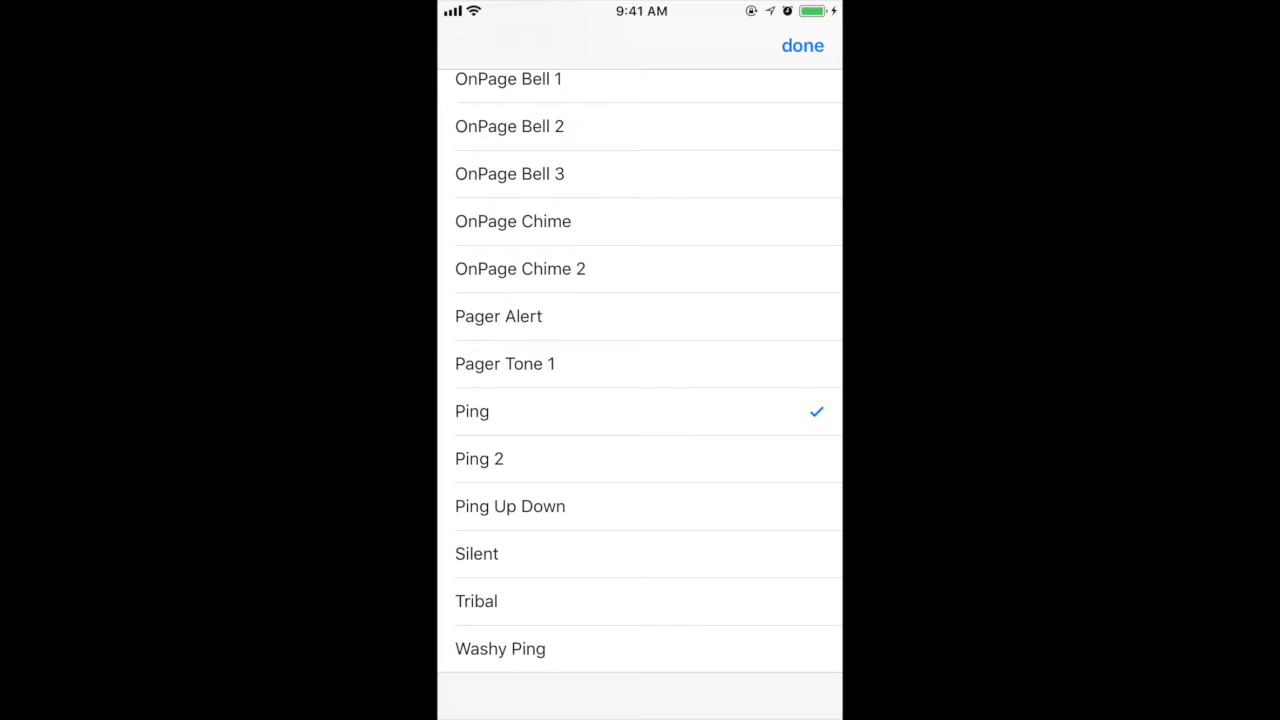 9:41 AM
done
OnPage Bell 1
OnPage Bell 2
OnPage Bell 3
OnPage Chime
OnPage Chime 2
Pager Alert
Pager Tone 1
Ping
Ping 2
Ping Up Down
Silent
Tribal
Washy Ping